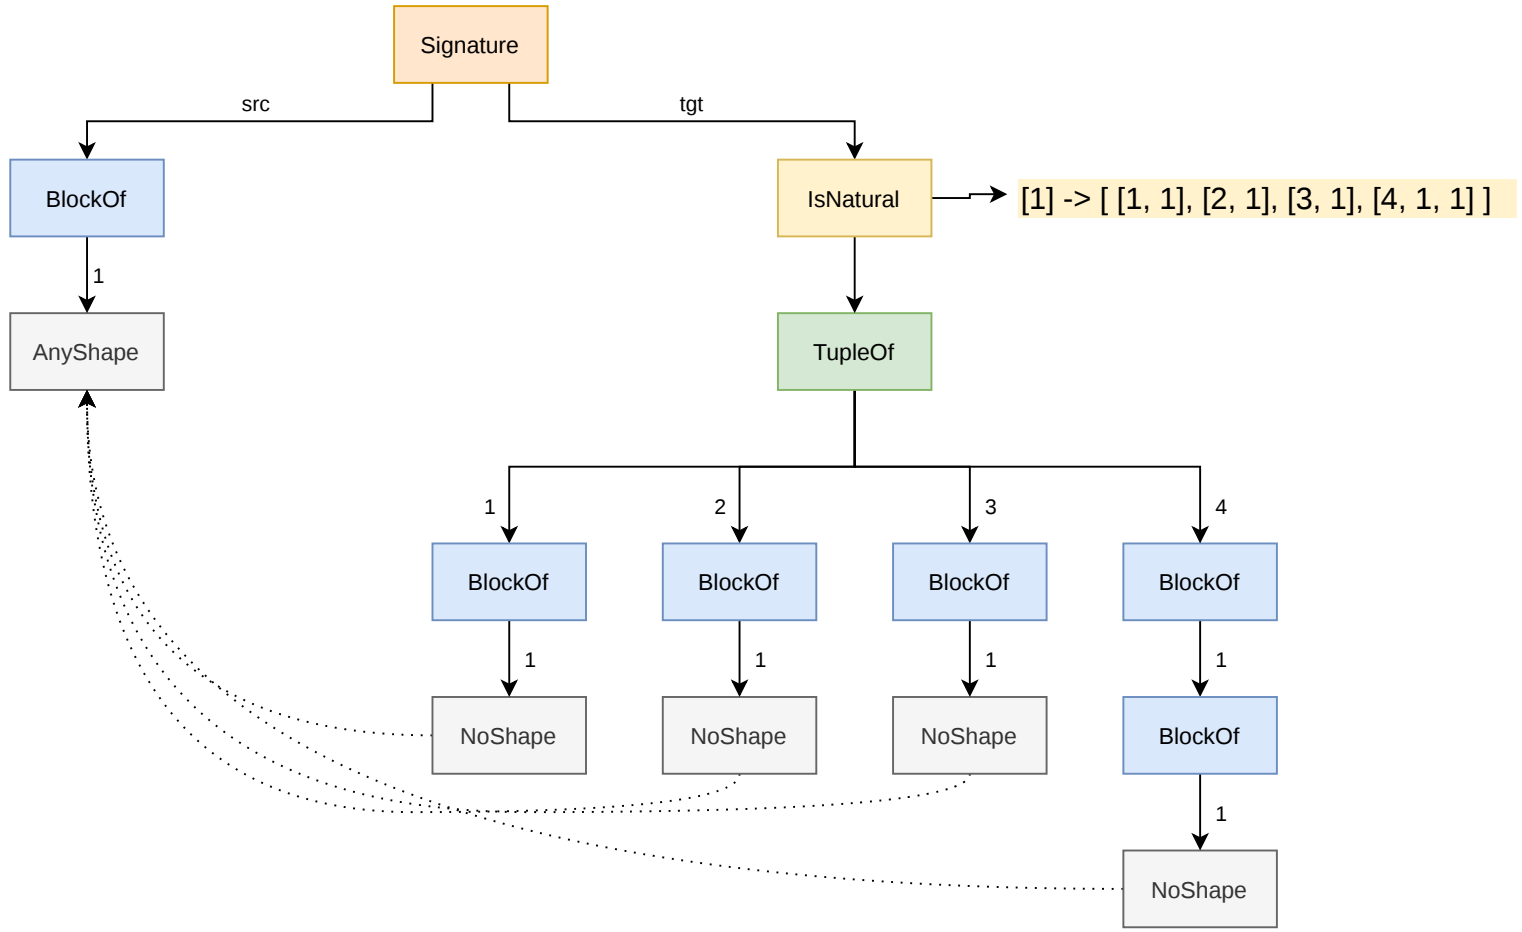 Signature
src
tgt
BlockOf
IsNatural
[1] -> [ [1, 1], [2, 1], [3, 1], [4, 1, 1] ]
1
AnyShape
TupleOf
1
2
3
4
BlockOf
BlockOf
BlockOf
BlockOf
1
1
1
1
NoShape
NoShape
NoShape
BlockOf
1
NoShape